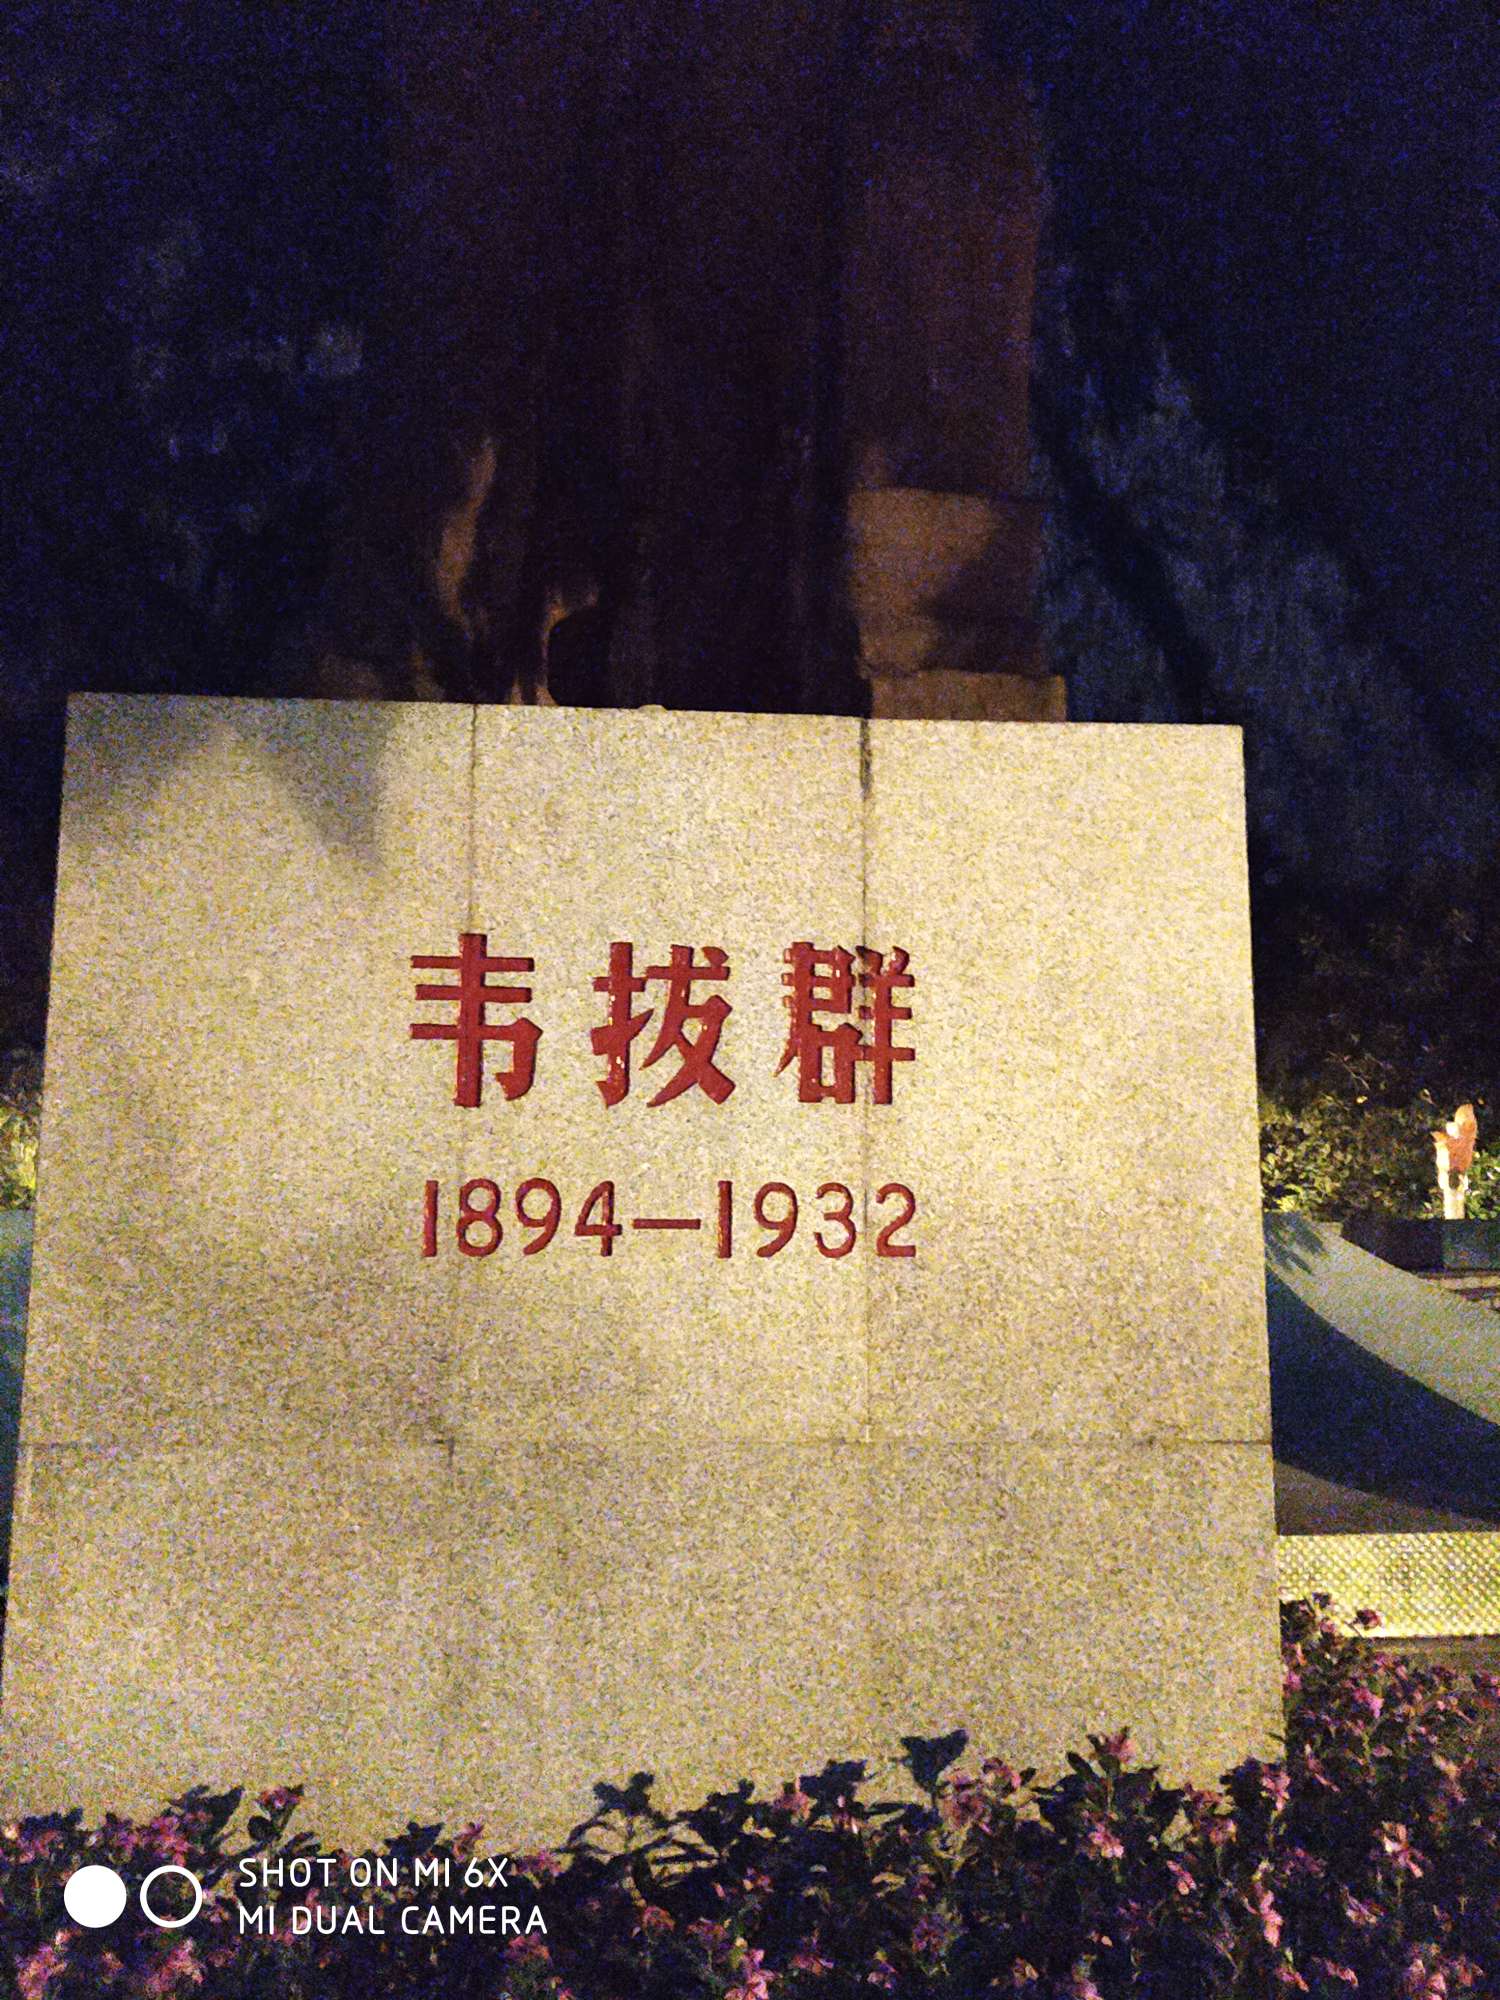 韦拔群
1894—1932
SHOT ON MI 6X
MI DUAL CAMERA